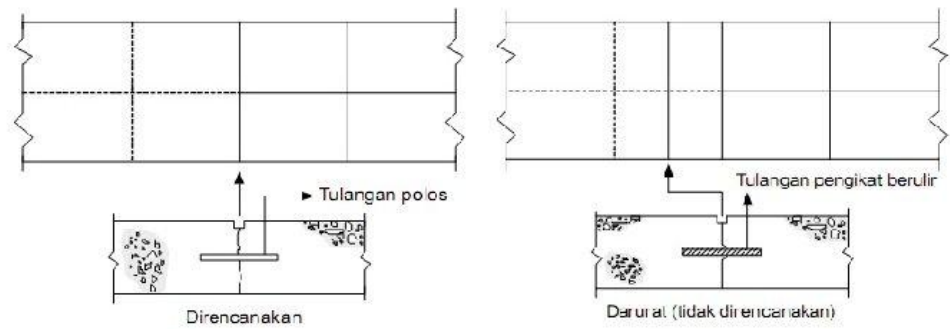 Tulangan polos
Direncanakan
Tulangan pengikat berulir
Darurat (tidak direncanakan)